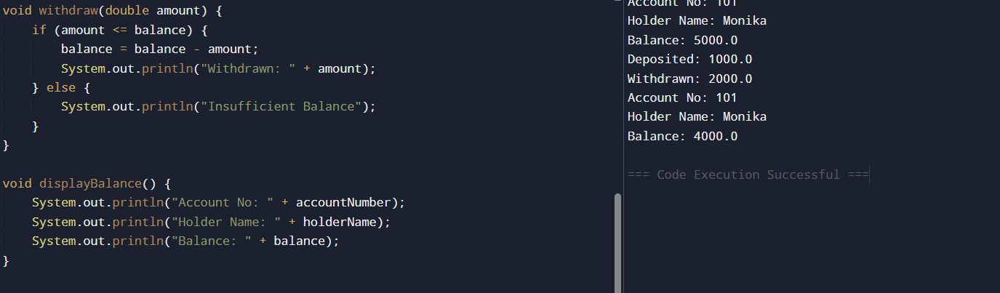 void withdraw(double amount) {
    if (amount <= balance) {
        balance = balance - amount;
        System.out.println("Withdrawn: " + amount);
    } else {
        System.out.println("Insufficient Balance");
    }
}

void displayBalance() {
    System.out.println("Account No: " + accountNumber);
    System.out.println("Holder Name: " + holderName);
    System.out.println("Balance: " + balance);
}
Account No: 101
Holder Name: Monika
Balance: 5000.0
Deposited: 1000.0
Withdrawn: 2000.0
Account No: 101
Holder Name: Monika
Balance: 4000.0

=== Code Execution Successful ===